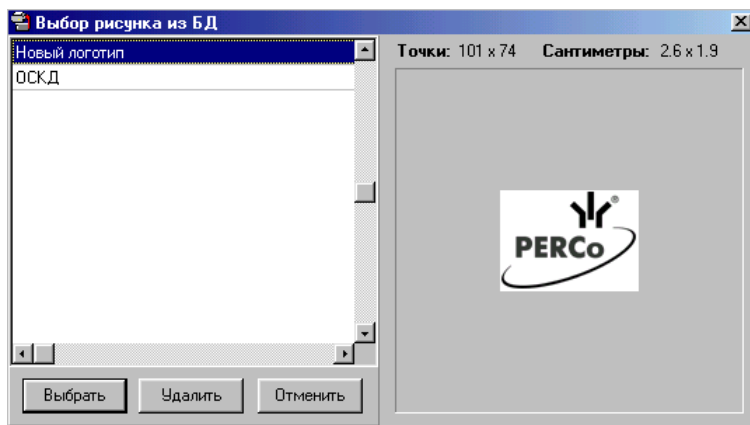 Выбор рисунка из БД
Новый логотип
ОСКД
Точки: 101 x 74 Сантиметры: 2.6 x 1.9
PERCo®
Выбрать Удалить Отменить